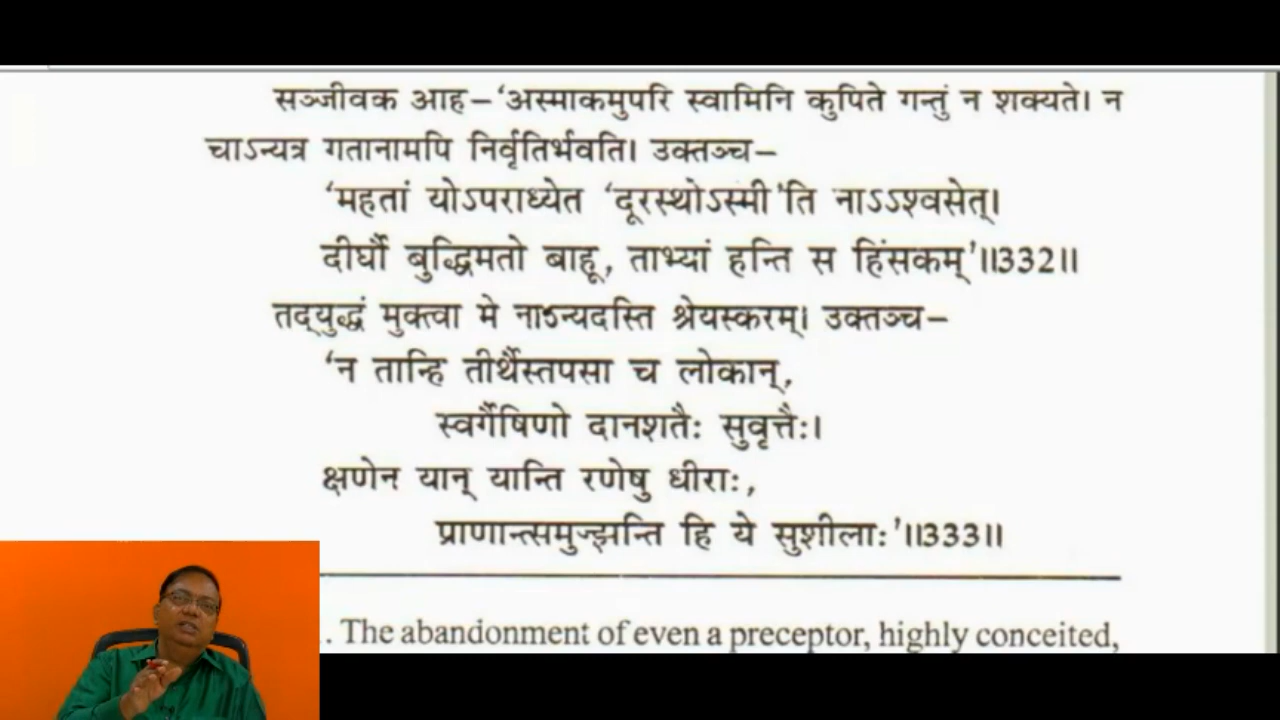 सञ्जीवक आह–‘अस्माकमुपरि स्वामिनि कुपिते गन्तुं न शक्यते। न
चाऽन्यत्र गतानामपि निर्वृतिर्भवति। उक्तञ्च–
‘महतां योऽपराध्येत ‘दूरस्थोऽस्मी’ति नाऽऽश्वसेत्।
दीर्घौ बुद्धिमतो बाहू, ताभ्यां हन्ति स हिंसकम्’॥332॥
तद्युद्धं मुक्त्वा मे नाऽन्यदस्ति श्रेयस्करम्। उक्तञ्च–
‘न तान्हि तीर्थैस्तपसा च लोकान्,
स्वर्गैषिणो दानशतैः सुवृत्तैः।
क्षणेन यान् यान्ति रणेषु धीराः,
प्राणान्त्समुज्झन्ति हि ये सुशीलाः’॥333॥
. The abandonment of even a preceptor, highly conceited,